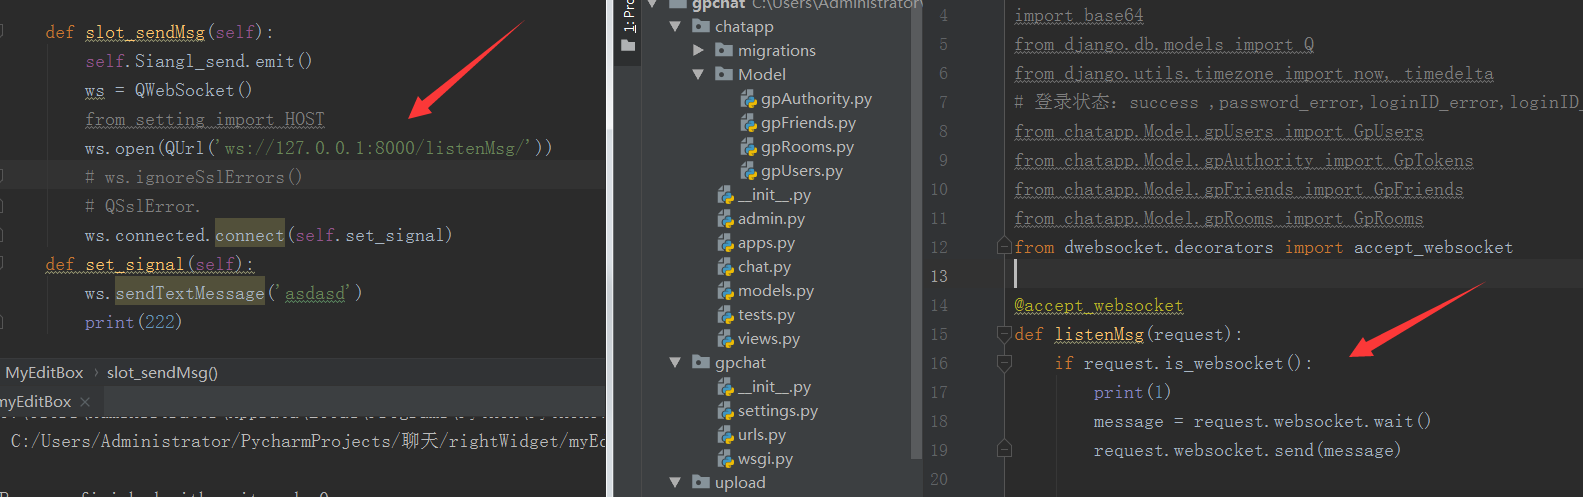 def slot_sendMsg(self):
self.Siangl_send.emit()
ws = QWebSocket()
from setting import HOST
ws.open(QUrl('ws://127.0.0.1:8000/listenMsg/'))
# ws.ignoreSslErrors()
# QSslError.
ws.connected.connect(self.set_signal)
def set_signal(self):
ws.sendTextMessage('asdasd')
print(222)
MyEditBox › slot_sendMsg()
myEditBox ×
C:/Users/Administrator/PycharmProjects/聊天/rightWidget/myEd
1: Pro
gpchat C:\Users\Administrator\
chatapp
migrations
Model
gpAuthority.py
gpFriends.py
gpRooms.py
gpUsers.py
__init__.py
admin.py
apps.py
chat.py
models.py
tests.py
views.py
gpchat
__init__.py
settings.py
urls.py
wsgi.py
upload
4 import base64
5 from django.db.models import Q
6 from django.utils.timezone import now, timedelta
7 # 登录状态: success ,password_error,loginID_error,loginID_
8 from chatapp.Model.gpUsers import GpUsers
9 from chatapp.Model.gpAuthority import GpTokens
10 from chatapp.Model.gpFriends import GpFriends
11 from chatapp.Model.gpRooms import GpRooms
12 from dwebsocket.decorators import accept_websocket
13
14 @accept_websocket
15 def listenMsg(request):
16 if request.is_websocket():
17 print(1)
18 message = request.websocket.wait()
19 request.websocket.send(message)
20